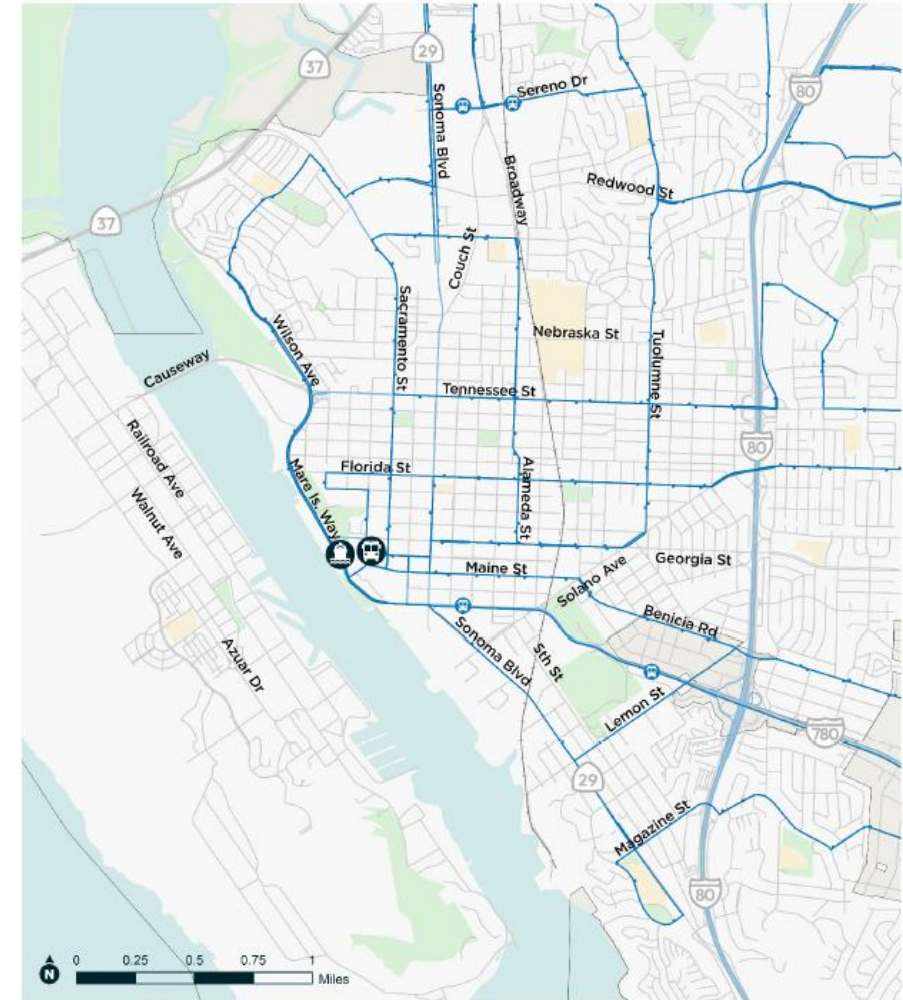 29
37
80
Sereno Dr
Sonoma Blvd
Broadway
Redwood St
37
Couch St
Sacramento St
Wilson Ave
Nebraska St
Tuolumne St
Causeway
Tennessee St
Railroad Ave
80
Mare Is. Way
Florida St
Alameda St
Walnut Ave
Georgia St
Maine St
Solano Ave
Benicia Rd
Sonoma Blvd
5th St
Azuar Dr
Lemon St
780
29
Magazine St
80
N
0 0.25 0.5 0.75 1
Miles